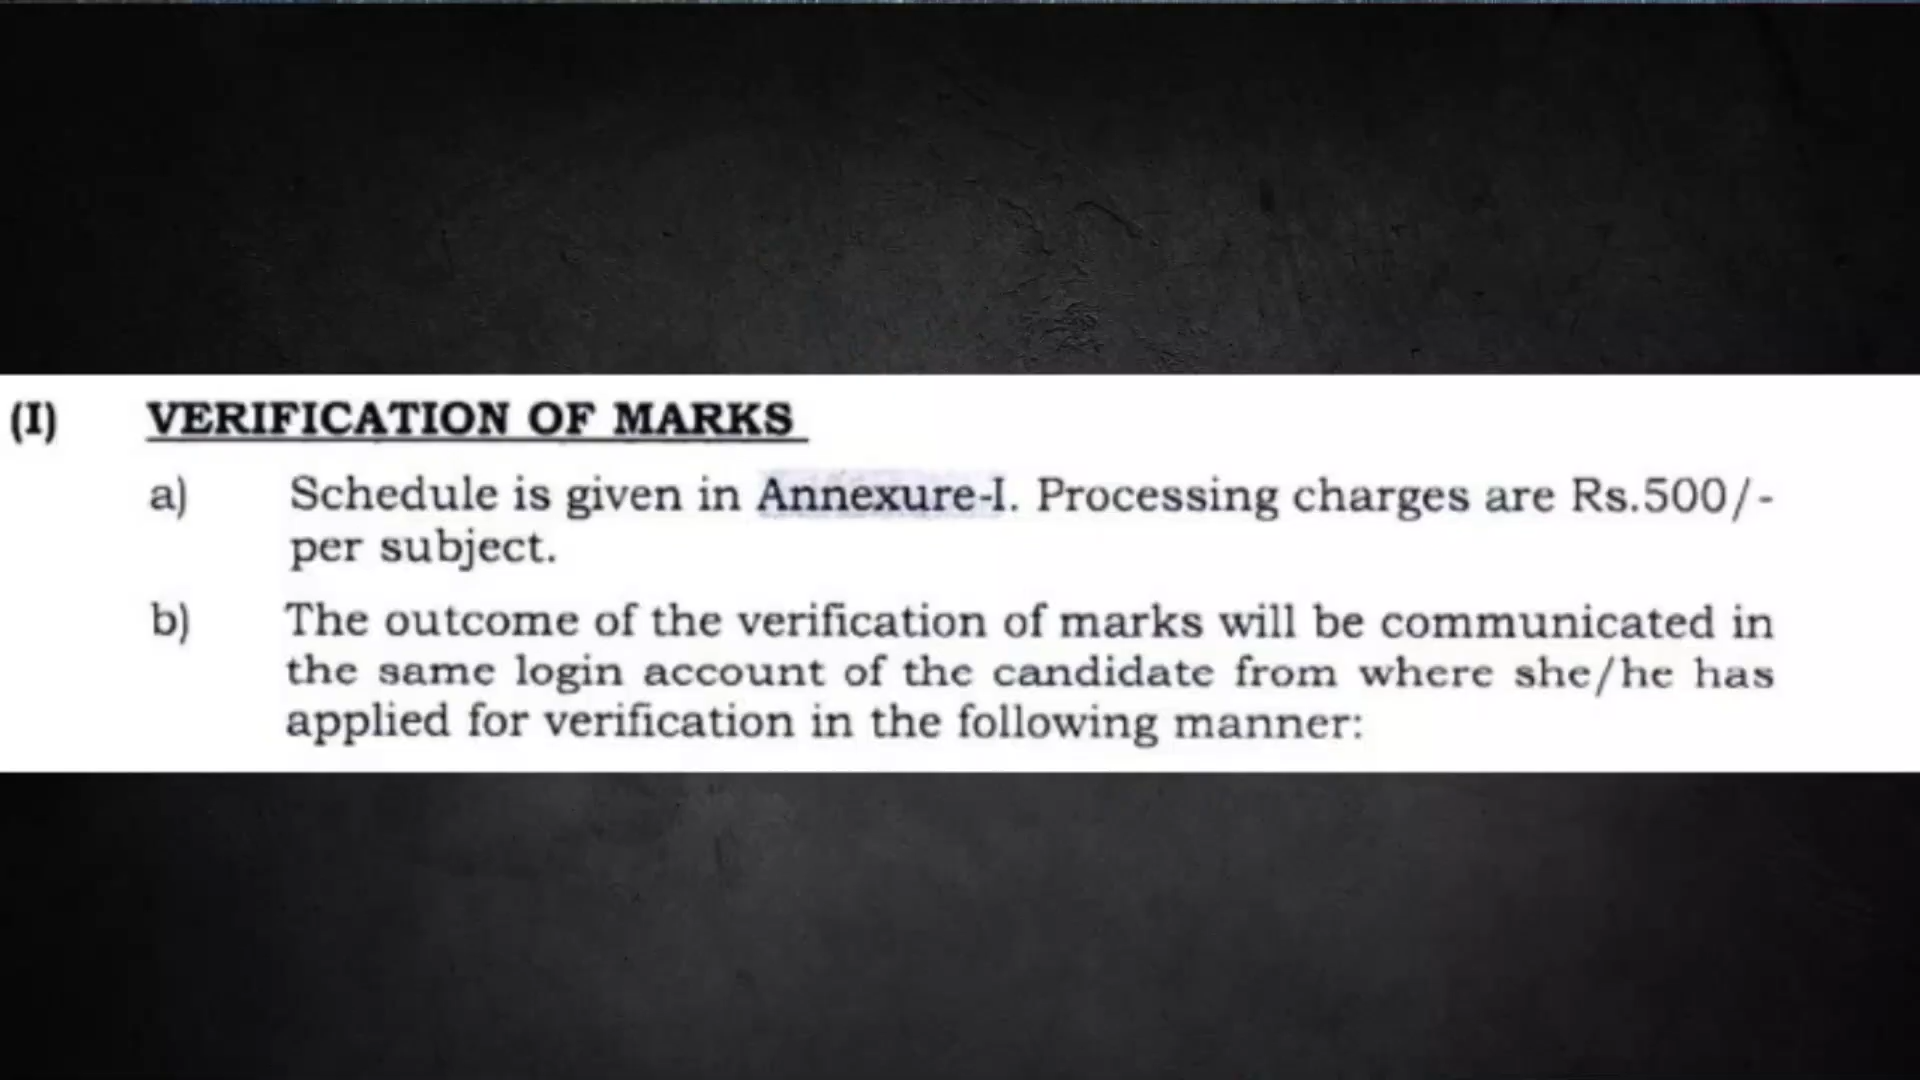 (I) VERIFICATION OF MARKS
a) Schedule is given in Annexure-I. Processing charges are Rs.500/-
per subject.
b) The outcome of the verification of marks will be communicated in
the same login account of the candidate from where she/he has
applied for verification in the following manner: